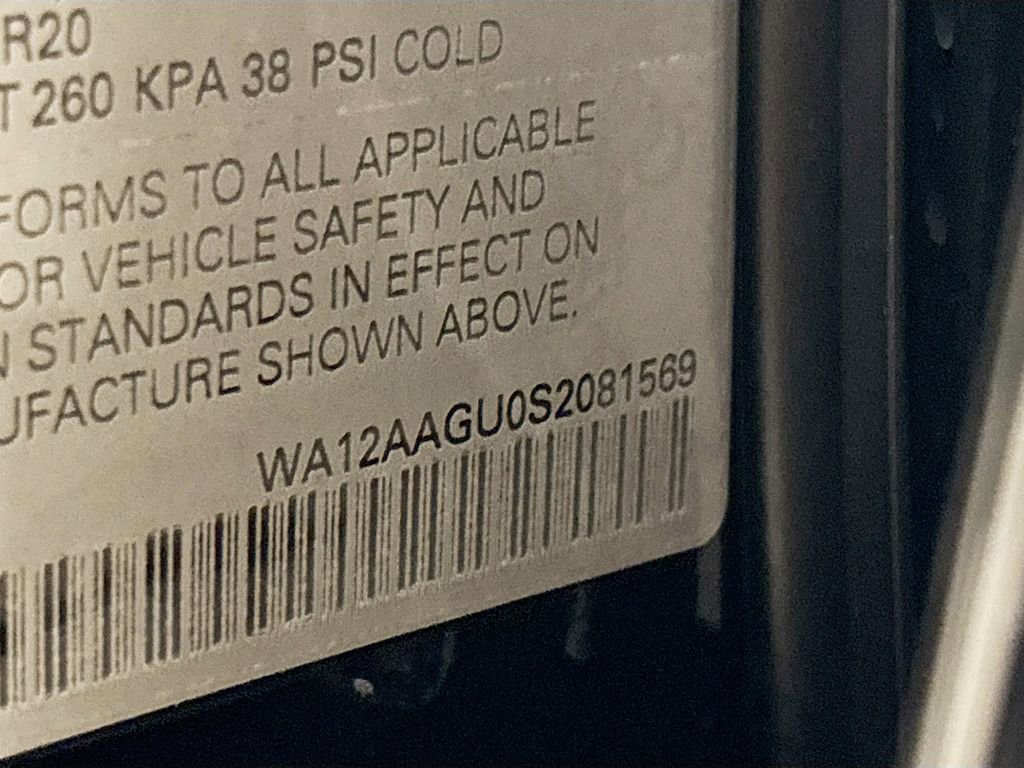 R20
T 260 KPA 38 PSI COLD
FORMS TO ALL APPLICABLE
OR VEHICLE SAFETY AND
N STANDARDS IN EFFECT ON
UFACTURE SHOWN ABOVE.
WA12AAGU0S2081569